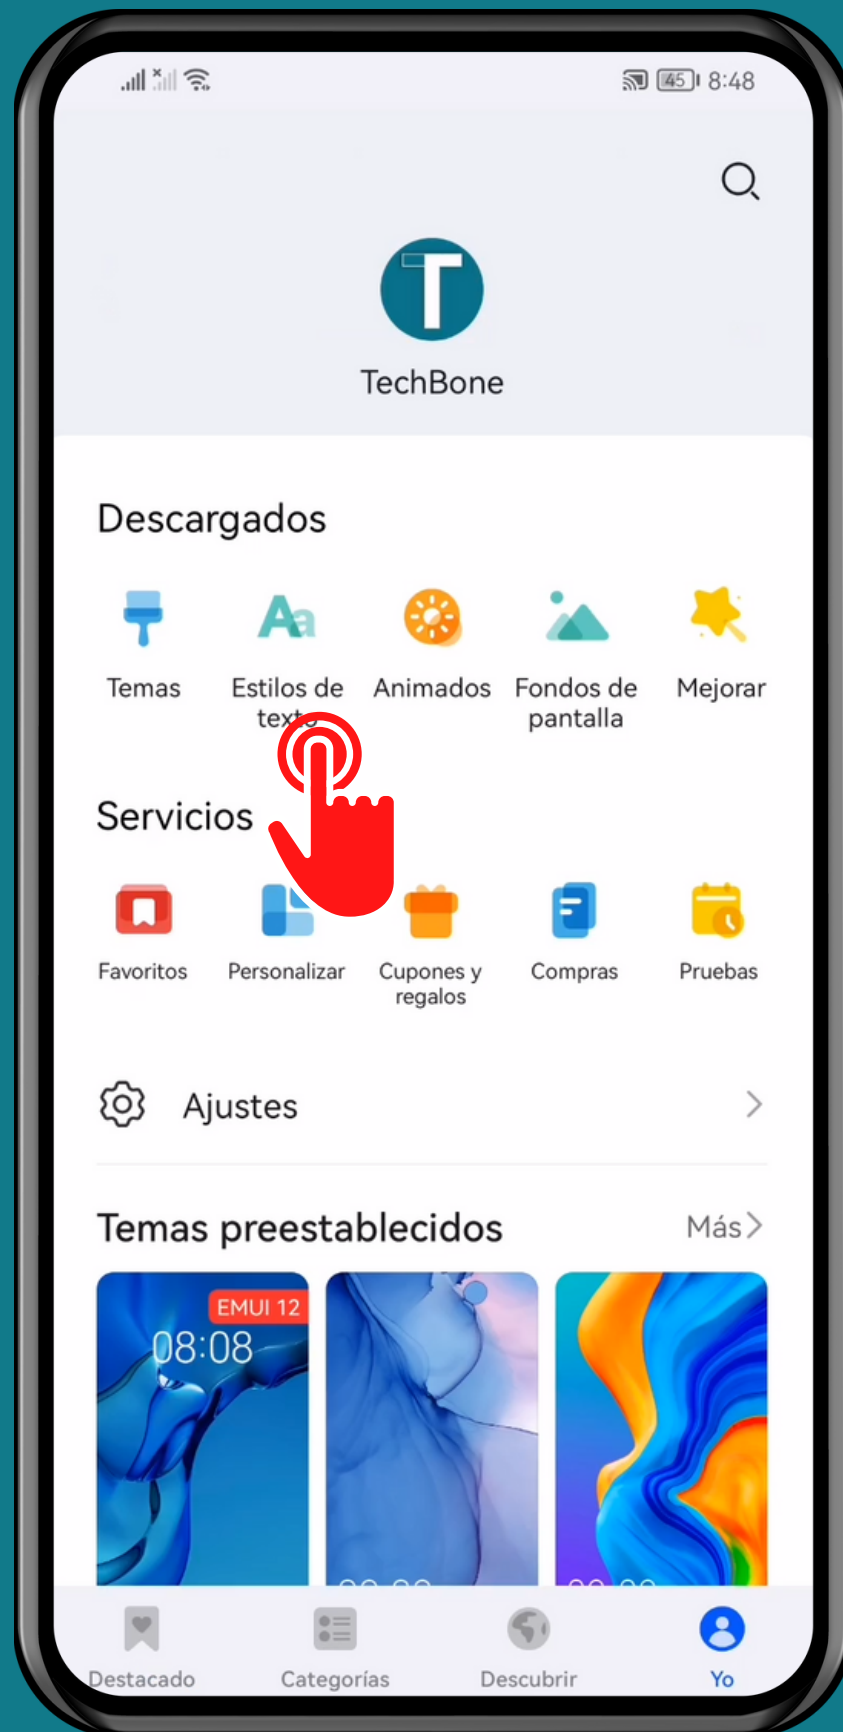 45 8:48
T
TechBone
Descargados
Aa
Temas
Estilos de
texto
Animados
Fondos de
pantalla
Mejorar
Servicios
Favoritos
Personalizar
Cupones y
regalos
Compras
Pruebas
Ajustes
Temas preestablecidos
Más
EMUI 12
08:08
Destacado
Categorías
Descubrir
Yo